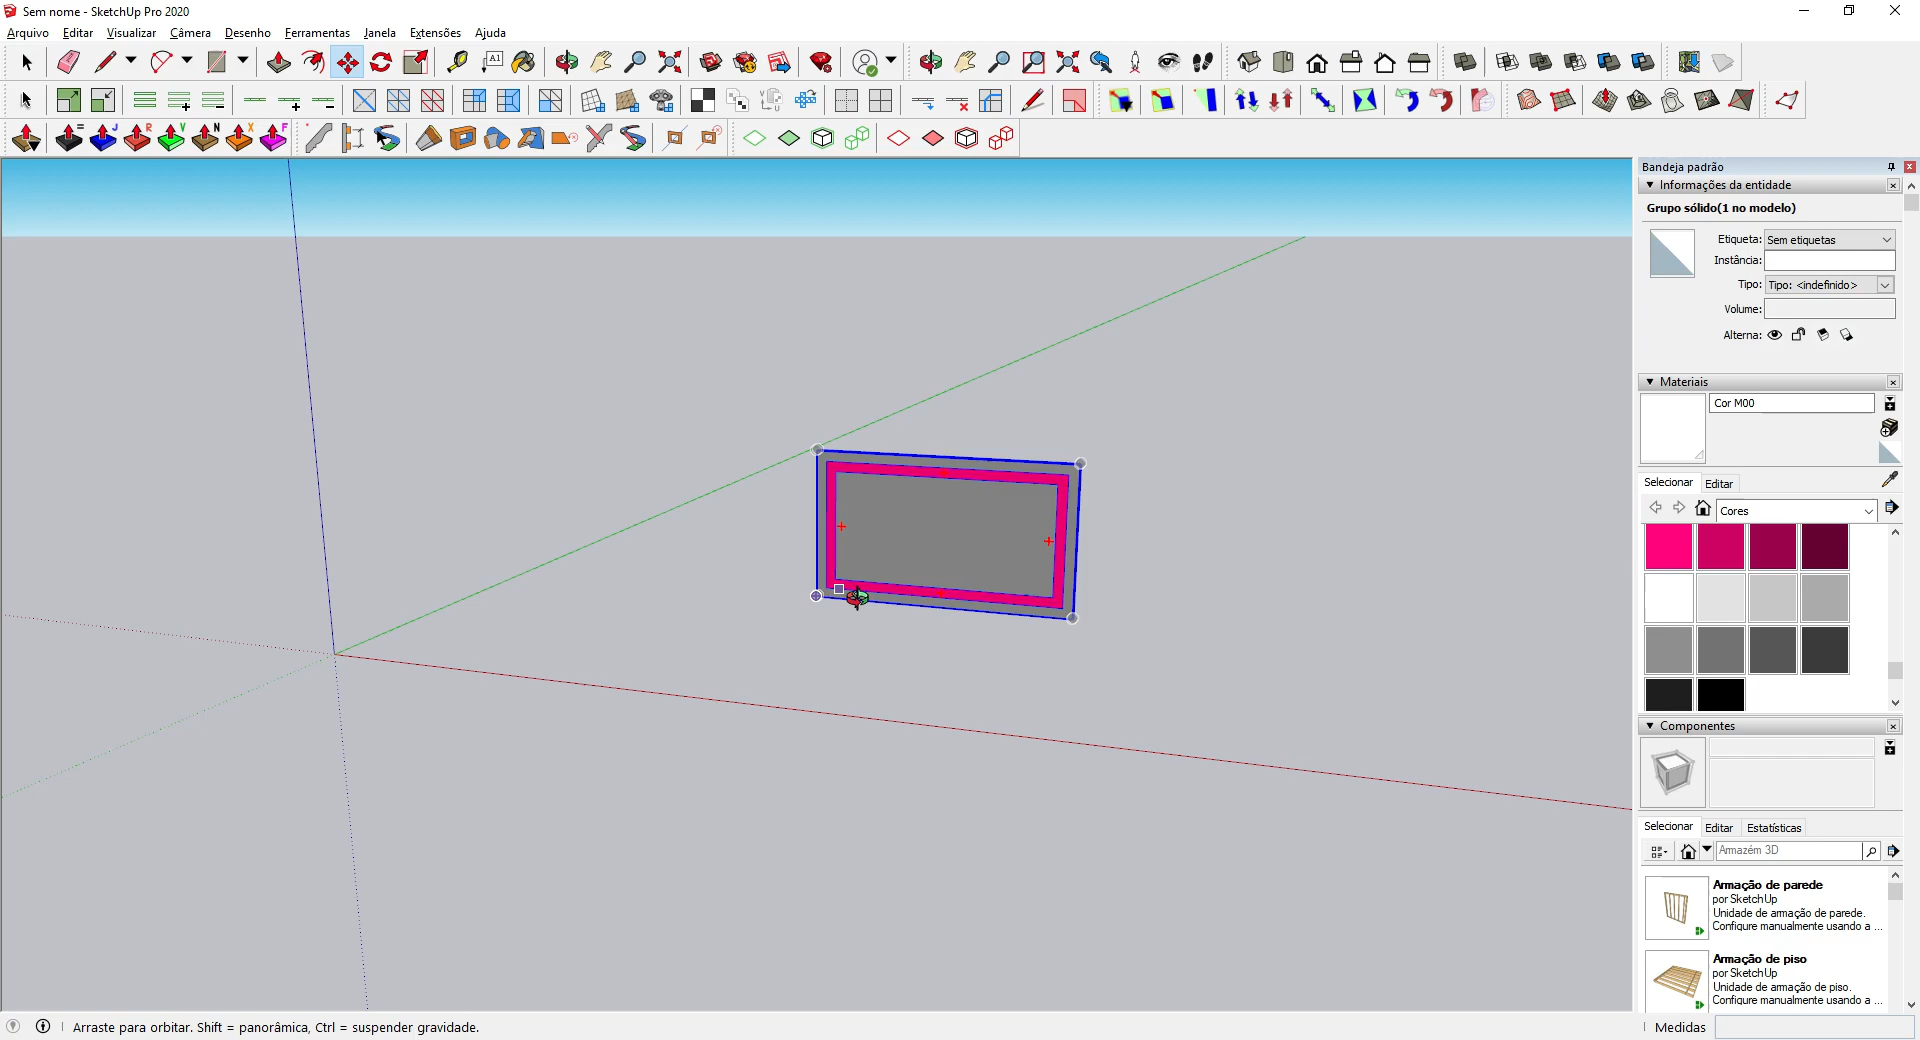 Sem nome - SketchUp Pro 2020
Arquivo Editar Visualizar Câmera Desenho Ferramentas Janela Extensões Ajuda
A1
= J R V N X F
Bandeja padrão
Informações da entidade
Grupo sólido(1 no modelo)
Etiqueta: Sem etiquetas
Instância:
Tipo: Tipo: <indefinido>
Volume:
Alterna:
Materiais
Cor M00
Selecionar Editar
Cores
Componentes
Selecionar Editar Estatísticas
Armazém 3D
Armação de parede
por SketchUp
Unidade de armação de parede.
Configure manualmente usando a ...
Armação de piso
por SketchUp
Unidade de armação de piso.
Configure manualmente usando a ...
Arraste para orbitar. Shift = panorâmica, Ctrl = suspender gravidade.
Medidas